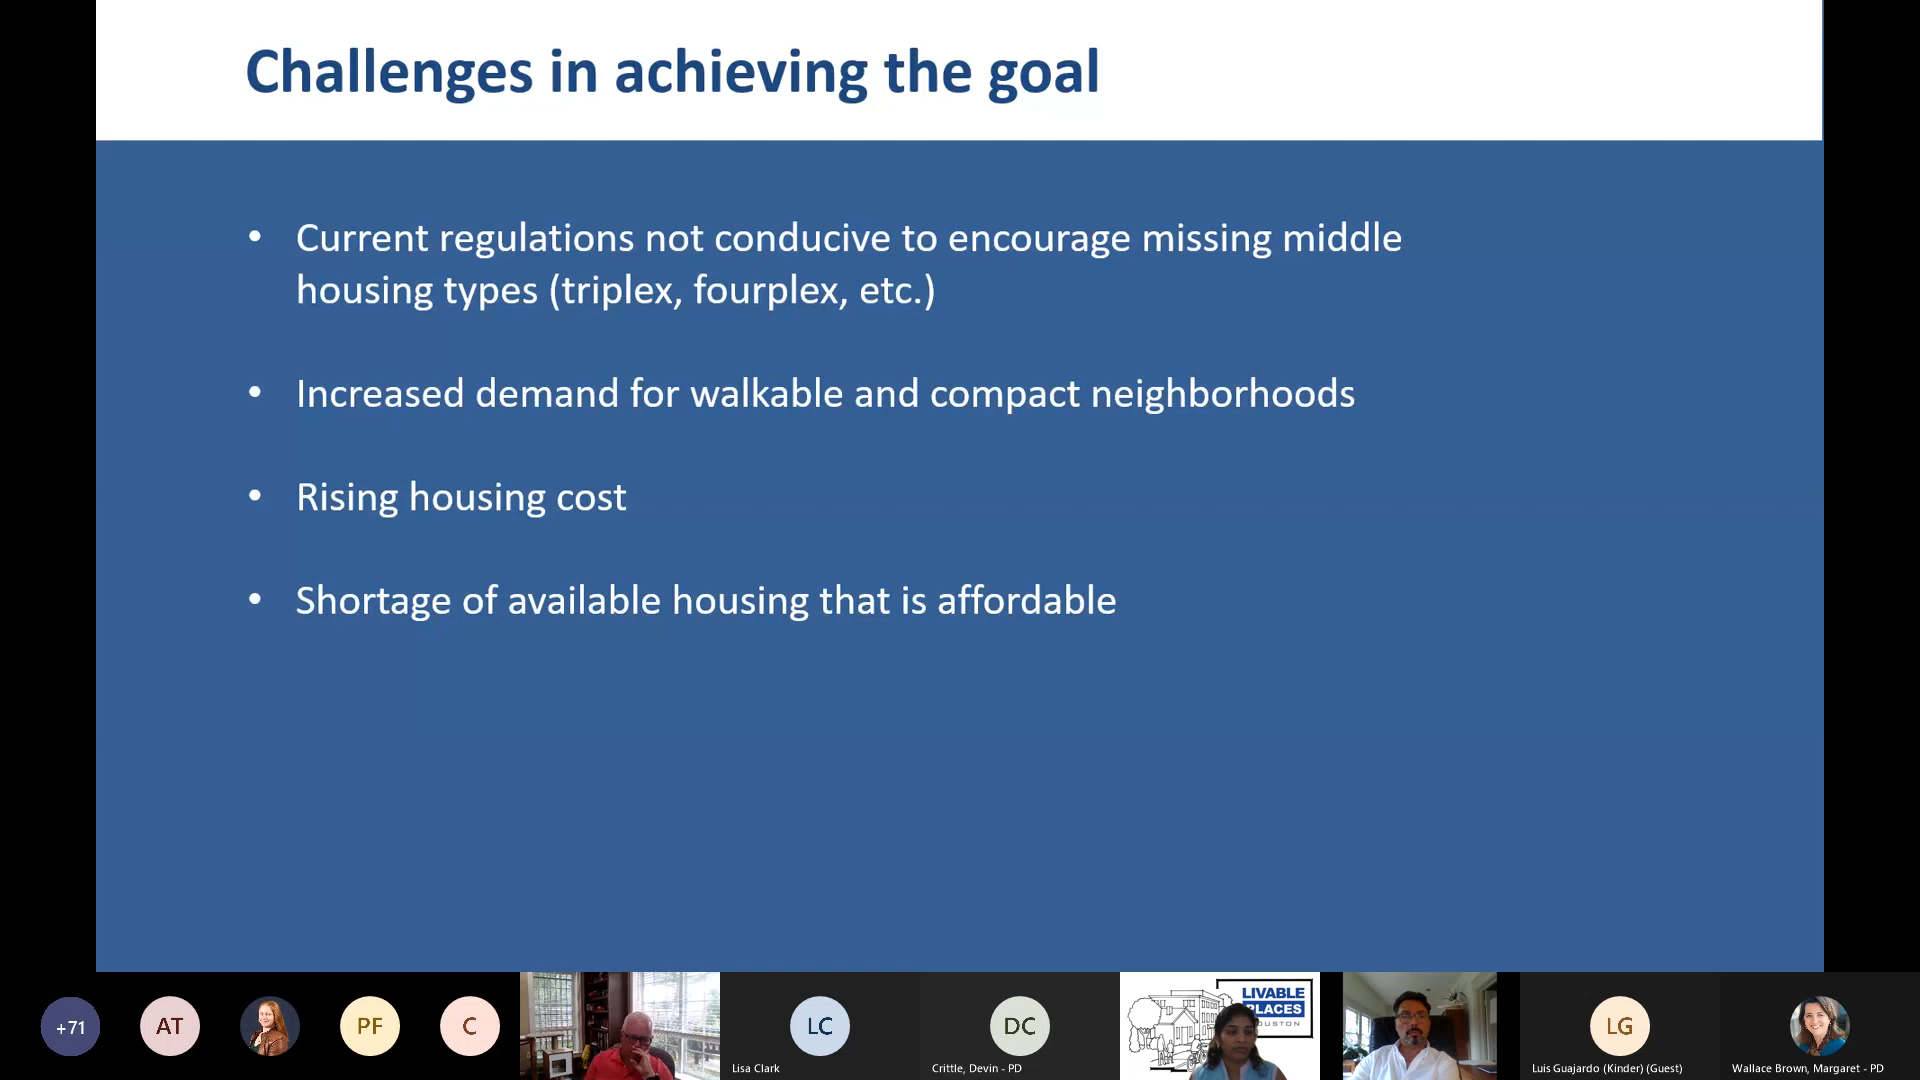 Challenges in achieving the goal
• Current regulations not conducive to encourage missing middle
housing types (triplex, fourplex, etc.)
• Increased demand for walkable and compact neighborhoods
• Rising housing cost
• Shortage of available housing that is affordable
+71
AT
PF
C
LC
Lisa Clark
DC
Crittle, Devin - PD
LIVABLE
PLACES
OUSTON
LG
Luis Guajardo (Kinder) (Guest)
Wallace Brown, Margaret - PD